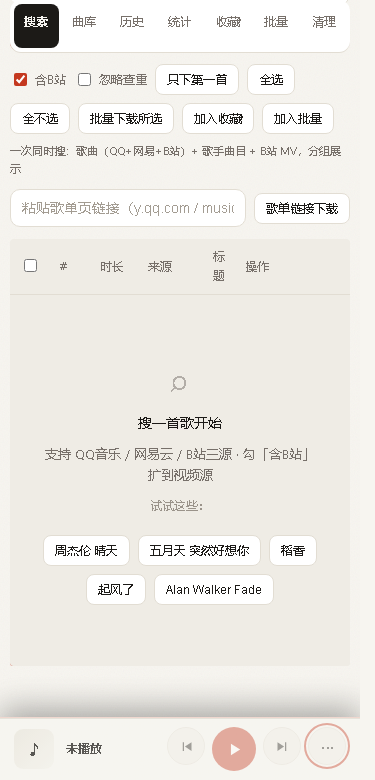 搜索 曲库 历史 统计 收藏 批量 清理
含B站 忽略查重 只下第一首 全选
全不选 批量下载所选 加入收藏 加入批量
一次同时搜：歌曲（QQ+网易+B站）+ 歌手曲目 + B站 MV，分组展
示
粘贴歌单页链接（y.qq.com / music 歌单链接下载
# 时长 来源 标
题 操作
搜一首歌开始
支持 QQ音乐 / 网易云 / B站三源 · 勾「含B站」
扩到视频源
试试这些：
周杰伦 晴天 五月天 突然好想你 稻香
起风了 Alan Walker Fade
未播放